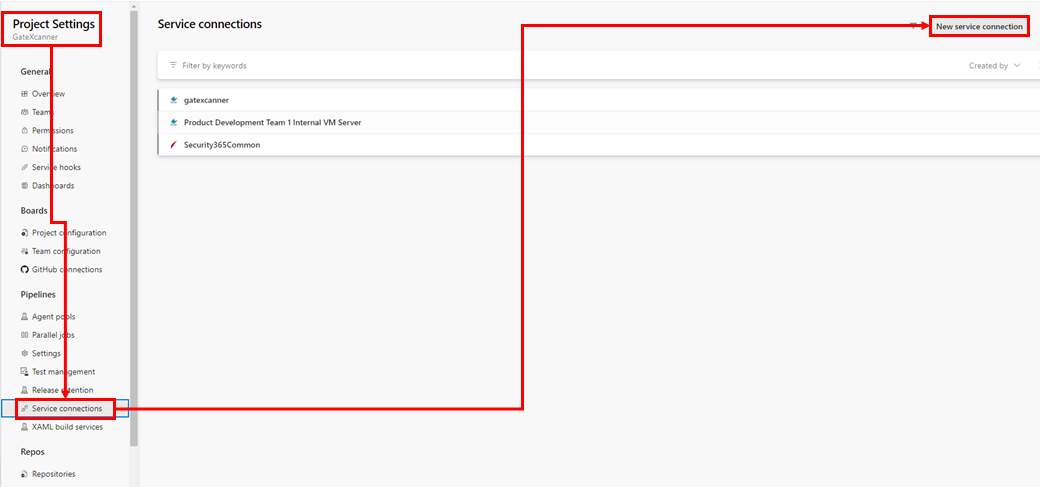 Project Settings
GateXcanner
General
Overview
Teams
Permissions
Notifications
Service hooks
Dashboards
Boards
Project configuration
Team configuration
GitHub connections
Pipelines
Agent pools
Parallel jobs
Settings
Test management
Release retention
Service connections
XAML build services
Repos
Repositories
Service connections
New service connection
Filter by keywords
Created by
gatexcanner
Product Development Team 1 Internal VM Server
Security365Common